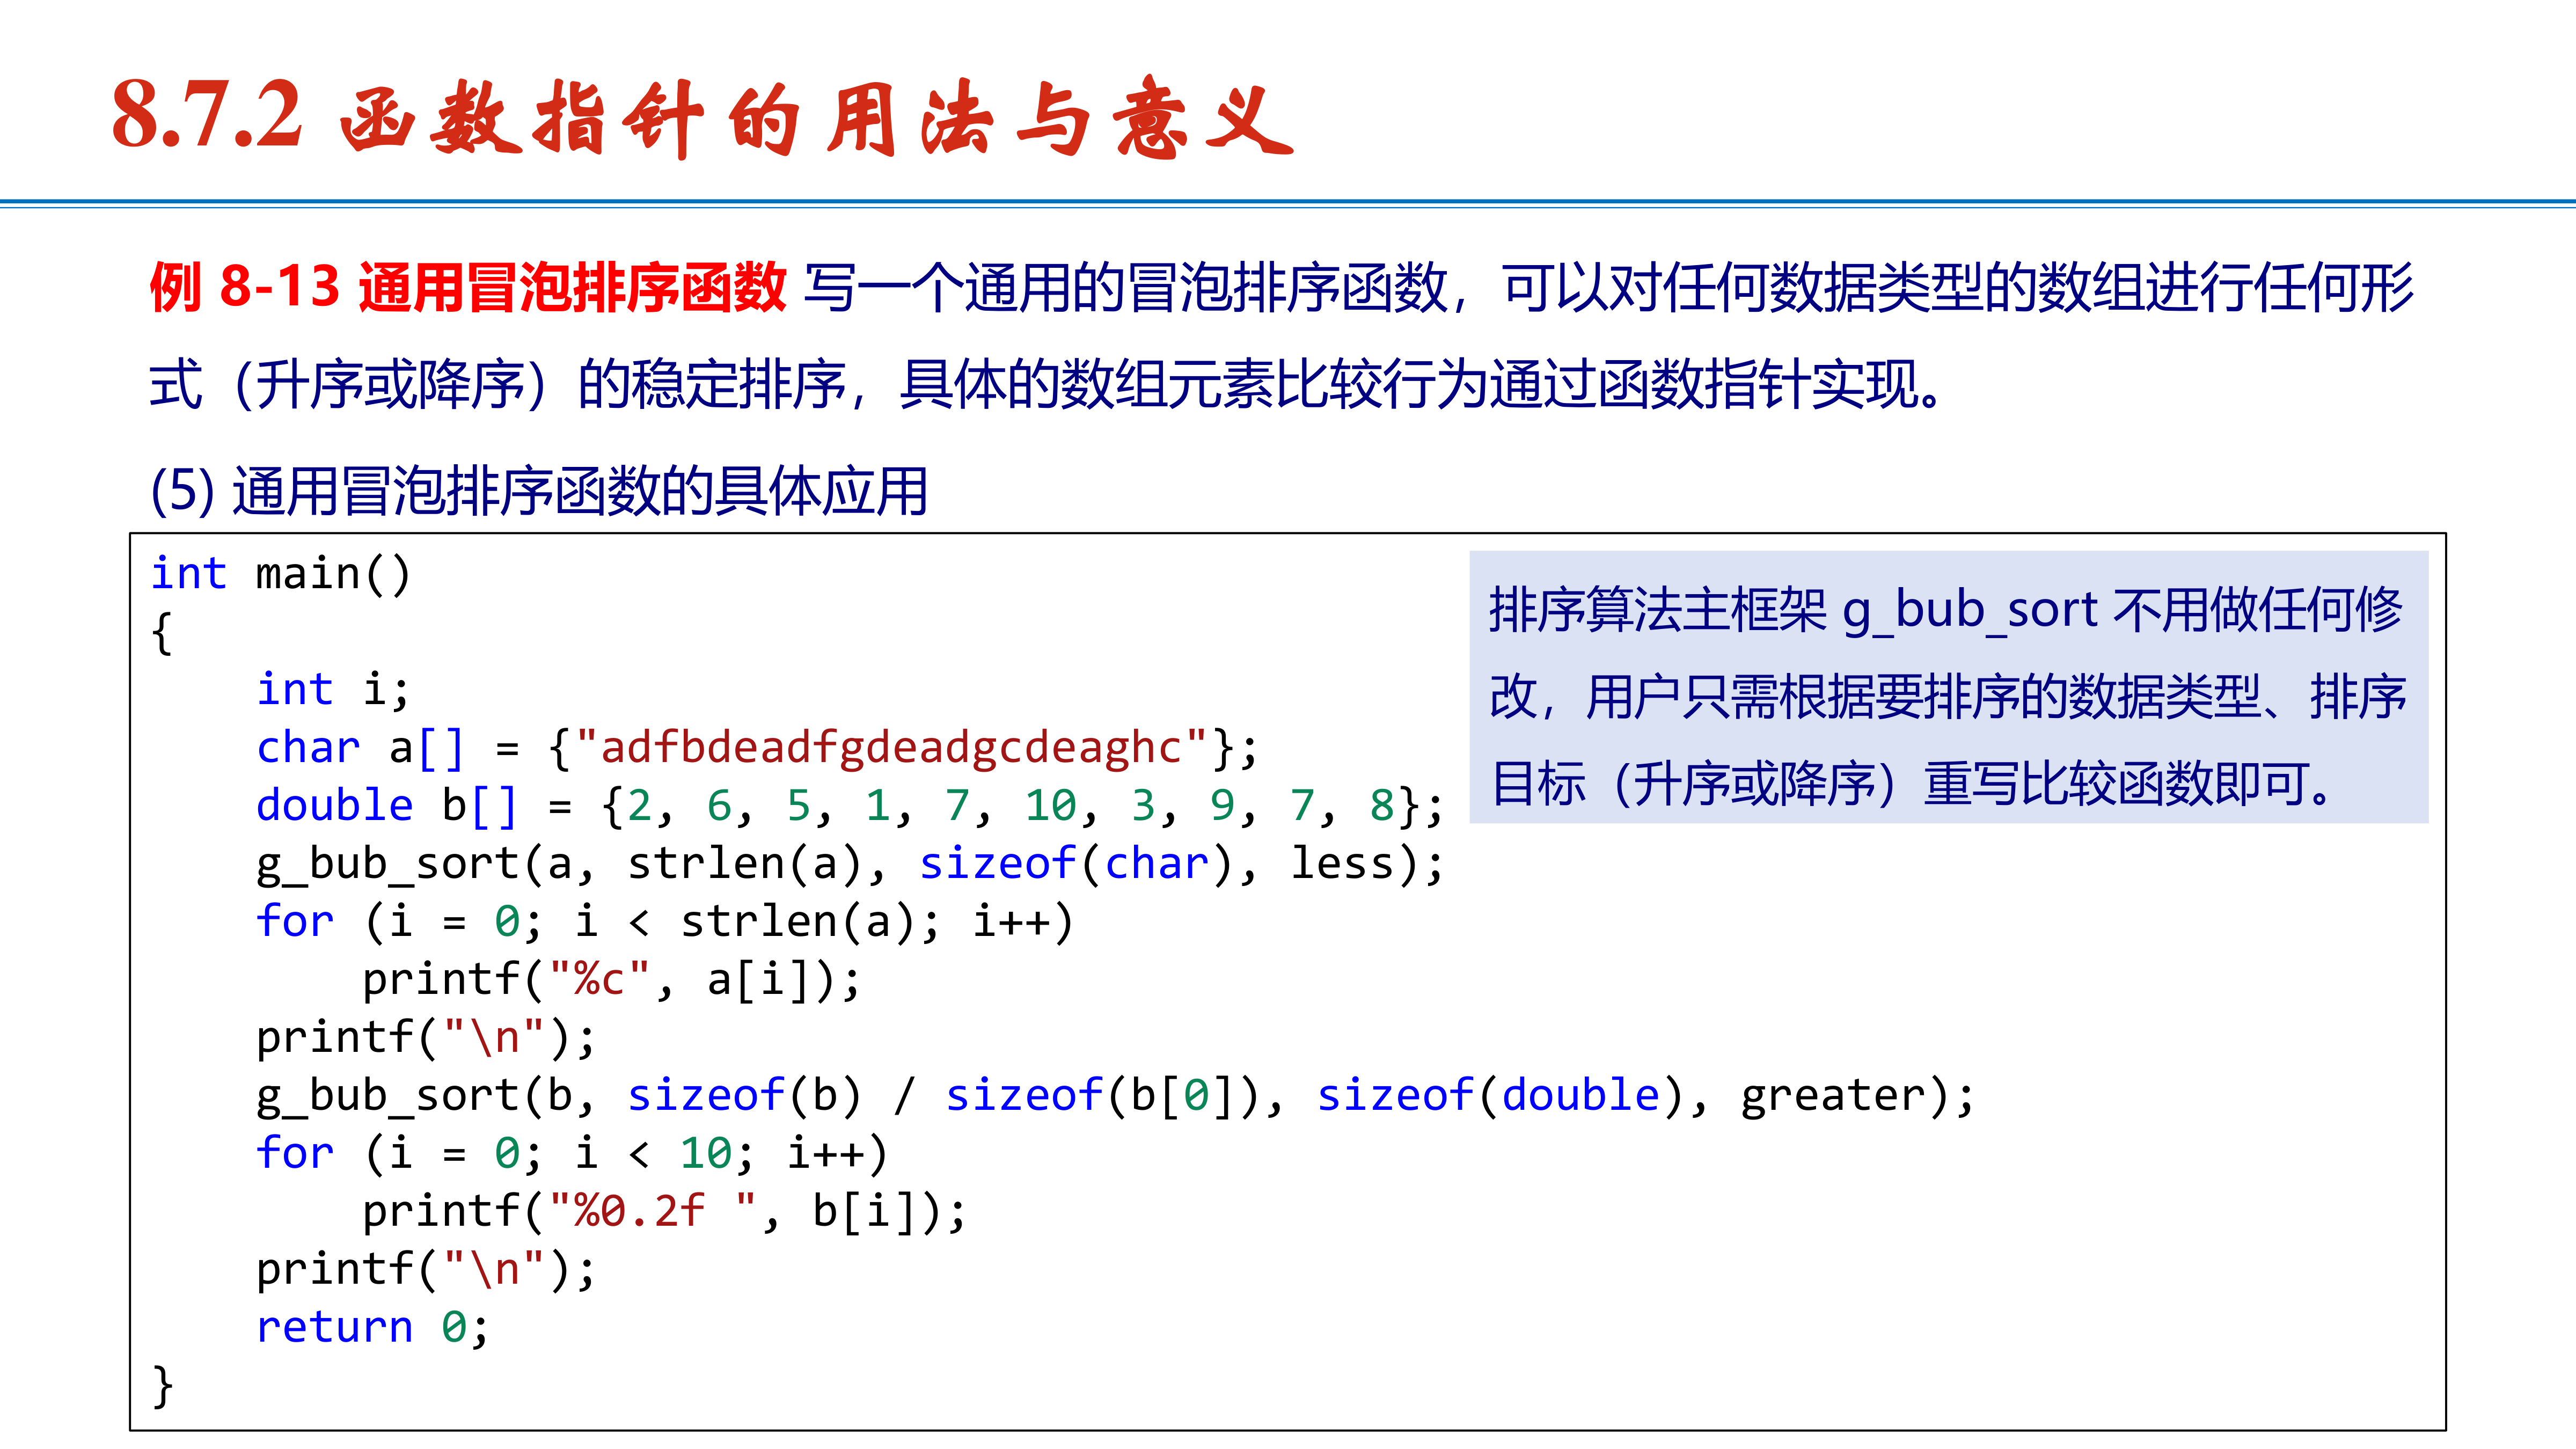 8.7.2 函数指针的用法与意义
例 8-13 通用冒泡排序函数 写一个通用的冒泡排序函数，可以对任何数据类型的数组进行任何形
式（升序或降序）的稳定排序，具体的数组元素比较行为通过函数指针实现。
(5) 通用冒泡排序函数的具体应用
int main()
{
    int i;
    char a[] = {"adfbdeadfgdeadgcdeaghc"};
    double b[] = {2, 6, 5, 1, 7, 10, 3, 9, 7, 8};
    g_bub_sort(a, strlen(a), sizeof(char), less);
    for (i = 0; i < strlen(a); i++)
        printf("%c", a[i]);
    printf("\n");
    g_bub_sort(b, sizeof(b) / sizeof(b[0]), sizeof(double), greater);
    for (i = 0; i < 10; i++)
        printf("%0.2f ", b[i]);
    printf("\n");
    return 0;
}
排序算法主框架 g_bub_sort 不用做任何修
改，用户只需根据要排序的数据类型、排序
目标（升序或降序）重写比较函数即可。